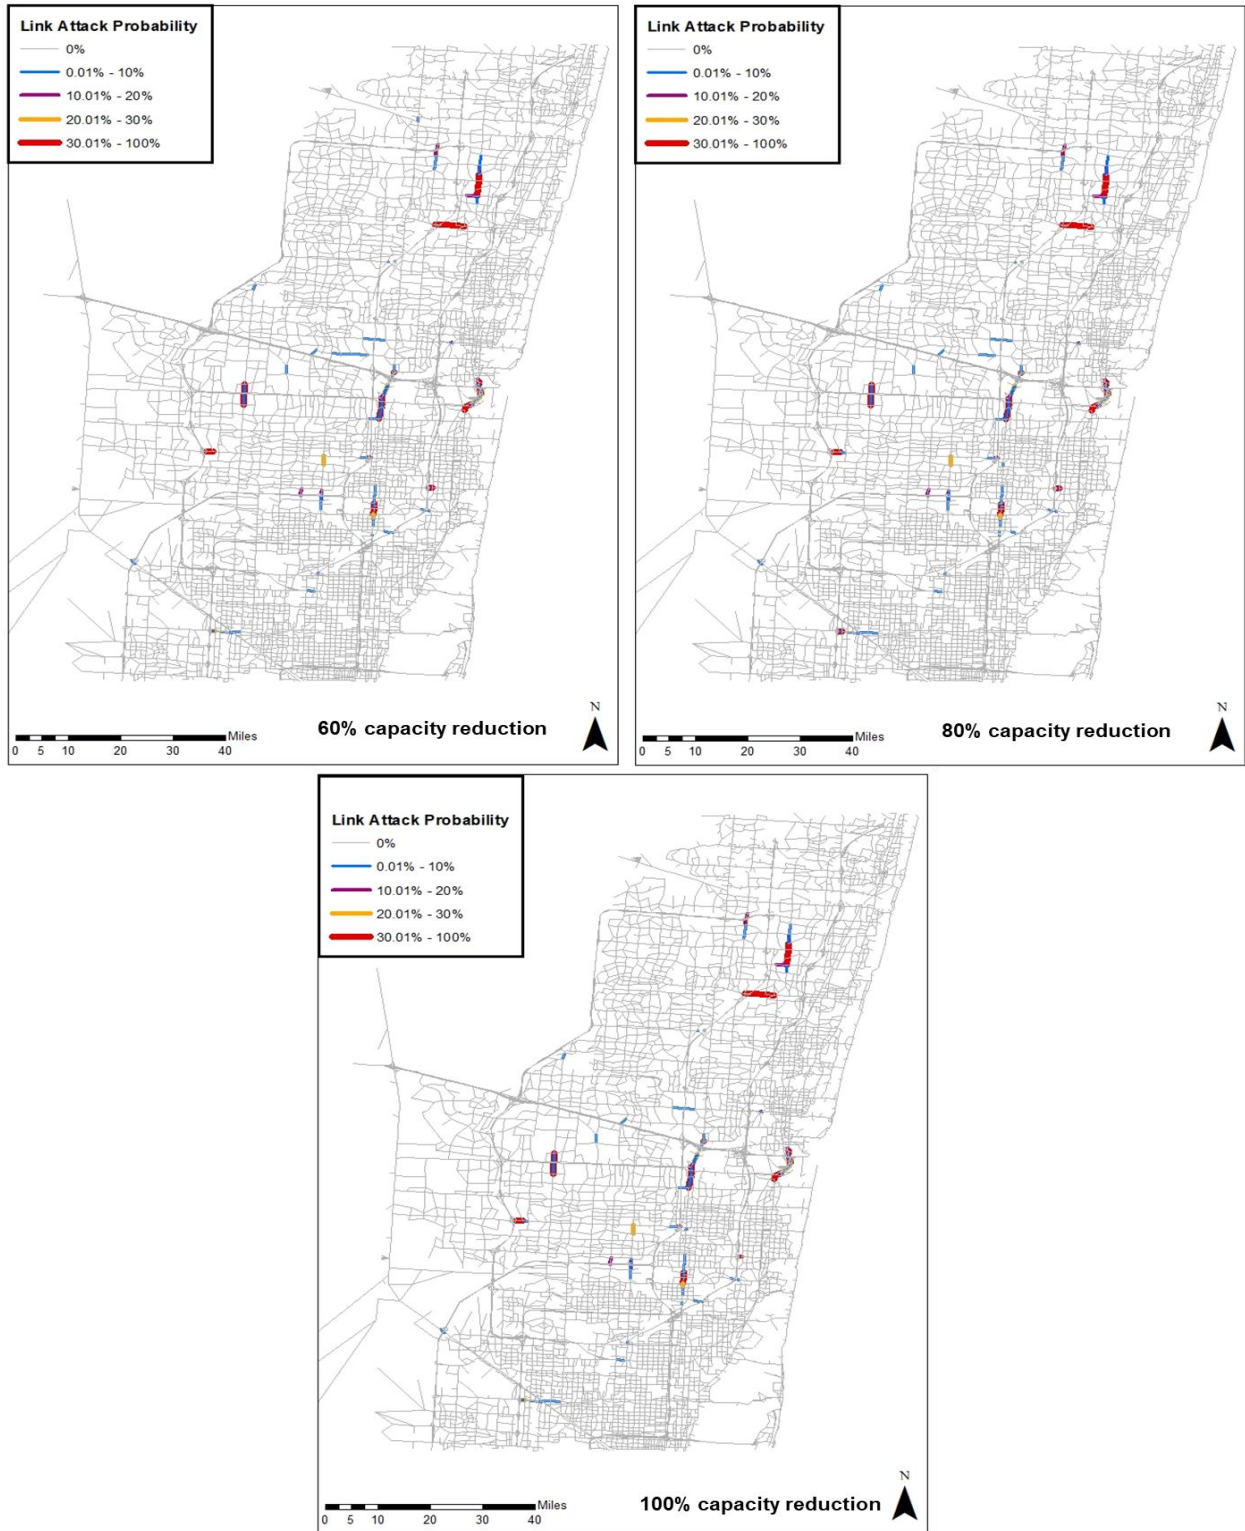 Link Attack Probability
0%
0.01% - 10%
10.01% - 20%
20.01% - 30%
30.01% - 100%
N
60% capacity reduction
Miles
0 5 10 20 30 40
Link Attack Probability
0%
0.01% - 10%
10.01% - 20%
20.01% - 30%
30.01% - 100%
N
80% capacity reduction
Miles
0 5 10 20 30 40
Link Attack Probability
0%
0.01% - 10%
10.01% - 20%
20.01% - 30%
30.01% - 100%
N
100% capacity reduction
Miles
0 5 10 20 30 40